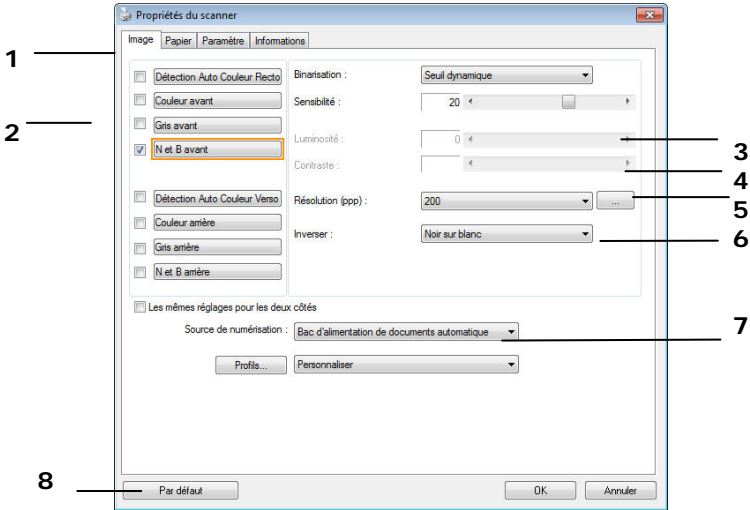 Propriétés du scanner
Image Papier Paramètre Informations
1
Détection Auto Couleur Recto
Binarisation :
Seuil dynamique
Couleur avant
Sensibilité :
20
2
Gris avant
N et B avant
Luminosité :
0
3
Contraste :
4
Détection Auto Couleur Verso
Résolution (ppp) :
200
...
5
Couleur arrière
Inverser :
Noir sur blanc
6
Gris arrière
N et B arrière
Les mêmes réglages pour les deux côtés
Source de numérisation :
Bac d'alimentation de documents automatique
7
Profils...
Personnaliser
8
Par défaut
OK
Annuler